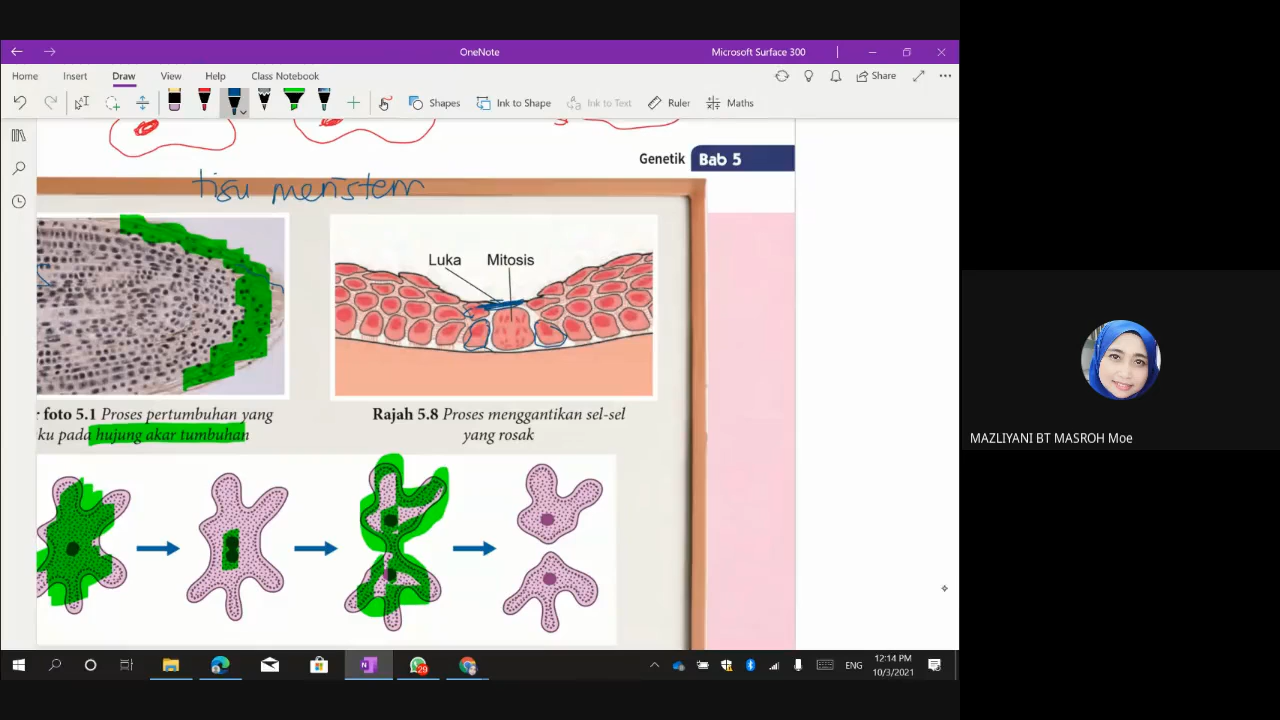 OneNote
Microsoft Surface 300
Home Insert Draw View Help Class Notebook
Share
Shapes Ink to Shape Ink to Text Ruler Maths
Genetik Bab 5
tisu meristem
Luka Mitosis
foto 5.1 Proses pertumbuhan yang
ku pada hujung akar tumbuhan
Rajah 5.8 Proses menggantikan sel-sel
yang rosak
MAZLIYANI BT MASROH Moe
29
ENG
12:14 PM
10/3/2021